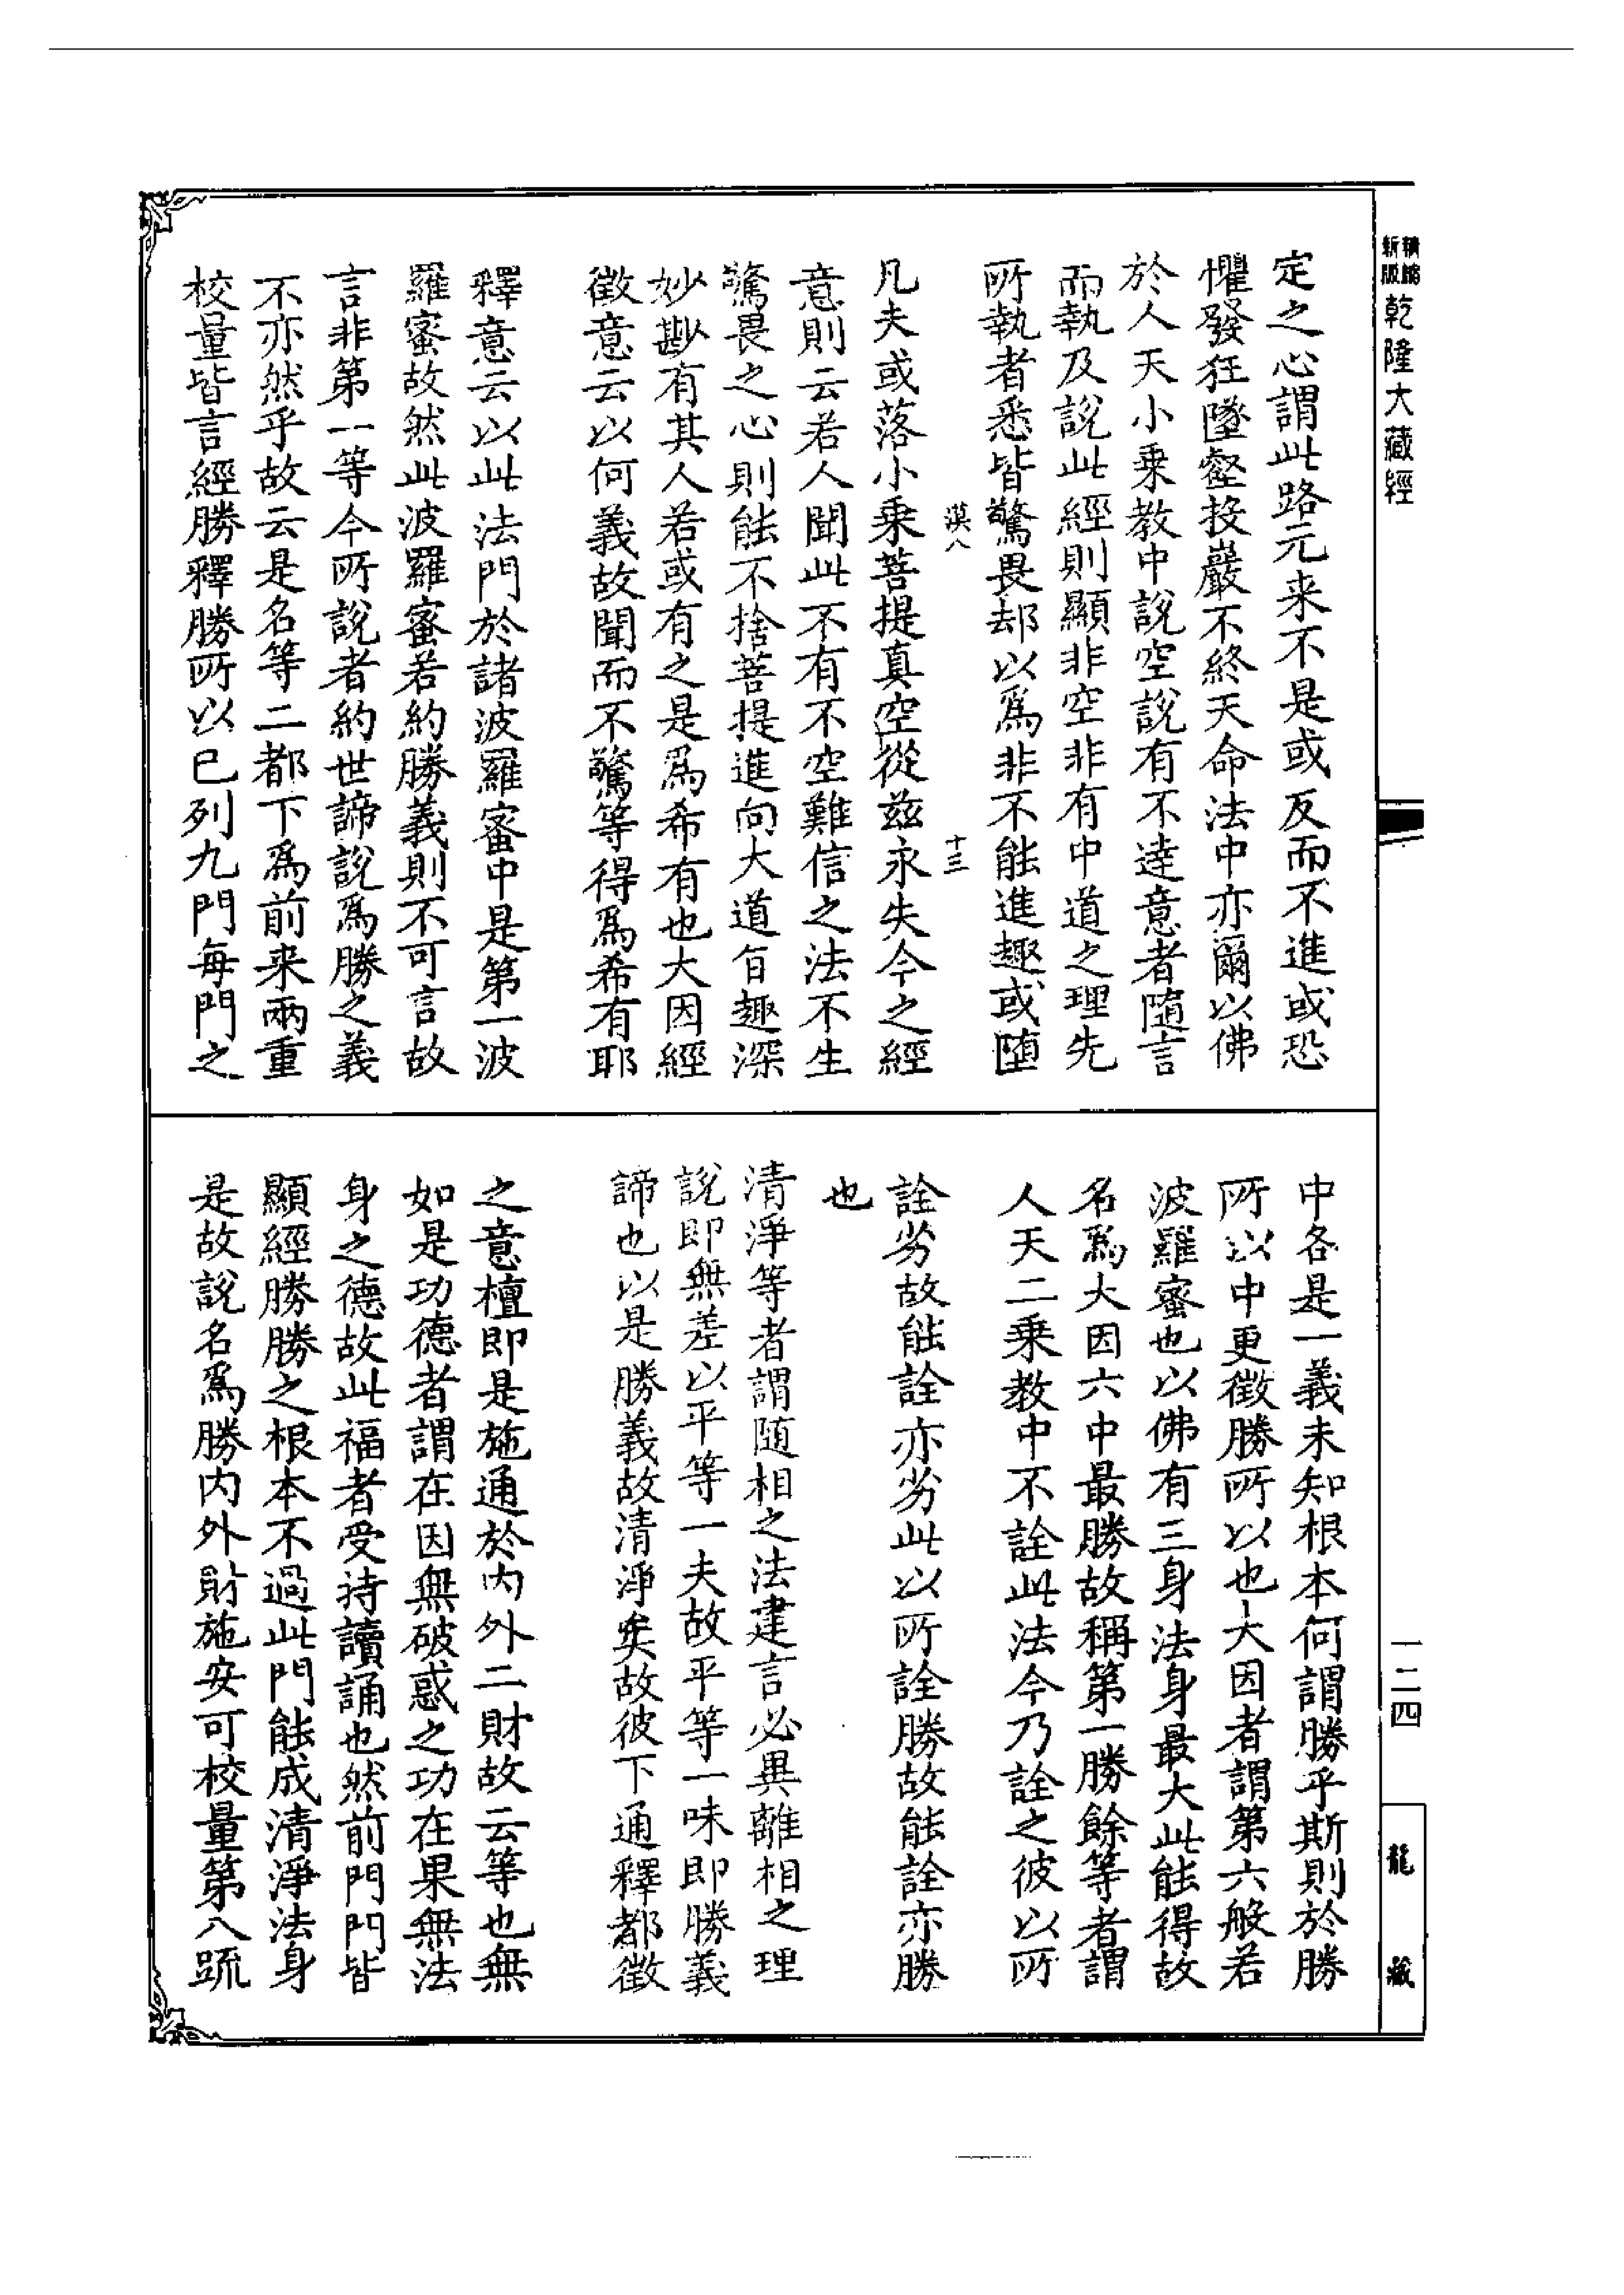 精縮
新版
乾隆大藏經
定之心謂此路元来不是或反而不進或恐
懼發狂墜壑投巖不終天命法中亦爾以佛
於人天小乗教中說空說有不達意者隨言
而執及説此經則顯非空非有中道之理先
所執者悉皆驚畏却以爲非不能進趣或堕
漠八
十三
凡夫或落小乗菩提真空從兹永失今之經
意則云若人聞此不有不空難信之法不生
驚畏之心則能不捨菩提進向大道旨趣深
妙尠有其人若或有之是爲希有也大因經
徵意云以何義故聞而不驚等得爲希有耶
釋意云以此法門於諸波羅蜜中是第一波
羅蜜故然此波羅蜜若約勝義則不可言故
言非第一等今所說者約世諦說爲勝之義
不亦然乎故云是名等二都下爲前来兩重
校量皆言經勝釋勝所以已列九門每門之
中各是一義未知根本何謂勝乎斯則於勝
所以中更徵勝所以也大因者謂第六般若
波羅蜜也以佛有三身法身最大此能得故
名爲大因六中最勝故稱第一勝餘等者謂
人天二乗教中不詮此法今乃詮之彼以所
詮劣故能詮亦劣此以所詮勝故能詮亦勝
也
清淨等者謂随相之法建言必異離相之理
說即無差以平等一夫故平等一味即勝義
諦也以是勝義故清淨矣故彼下通釋都徵
之意檀即是施通於内外二財故云等也無
如是功德者謂在因無破惑之功在果無法
身之德故此福者受持讀誦也然前門門皆
顯經勝勝之根本不過此門能成清淨法身
是故説名爲勝内外財施安可校量第八䟽
一二四
龍藏